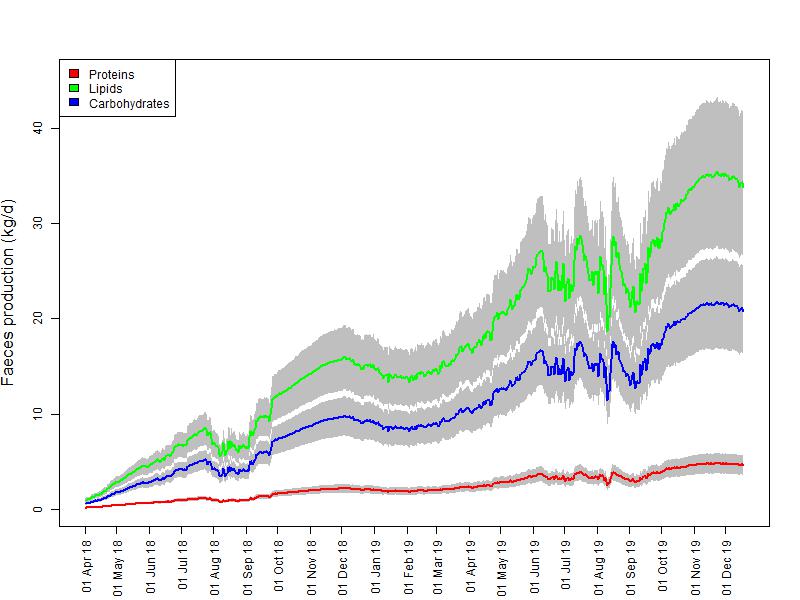 Proteins
Lipids
Carbohydrates
Faeces production (kg/d)
40
30
20
10
0
01 Apr 18
01 May 18
01 Jun 18
01 Jul 18
01 Aug 18
01 Sep 18
01 Oct 18
01 Nov 18
01 Dec 18
01 Jan 19
01 Feb 19
01 Mar 19
01 Apr 19
01 May 19
01 Jun 19
01 Jul 19
01 Aug 19
01 Sep 19
01 Oct 19
01 Nov 19
01 Dec 19